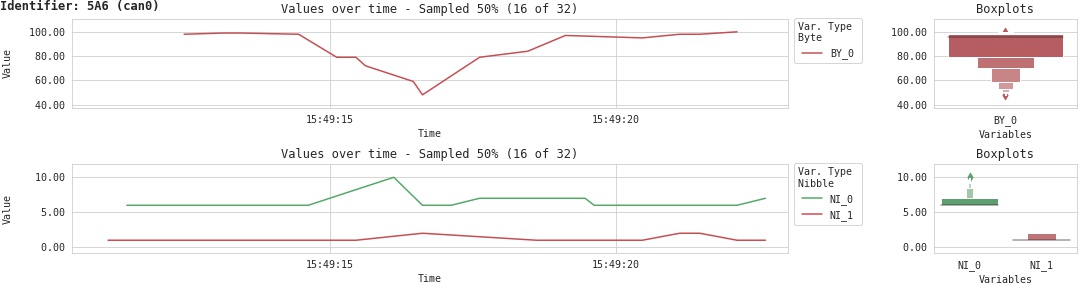 Identifier: 5A6 (can0)
Values over time - Sampled 50% (16 of 32)
Boxplots
Value
100.00
80.00
60.00
40.00
15:49:15
15:49:20
Time
Var. Type
Byte
BY_0
100.00
80.00
60.00
40.00
BY_0
Variables
Values over time - Sampled 50% (16 of 32)
Boxplots
Value
10.00
5.00
0.00
15:49:15
15:49:20
Time
Var. Type
Nibble
NI_0
NI_1
10.00
5.00
0.00
NI_0
NI_1
Variables